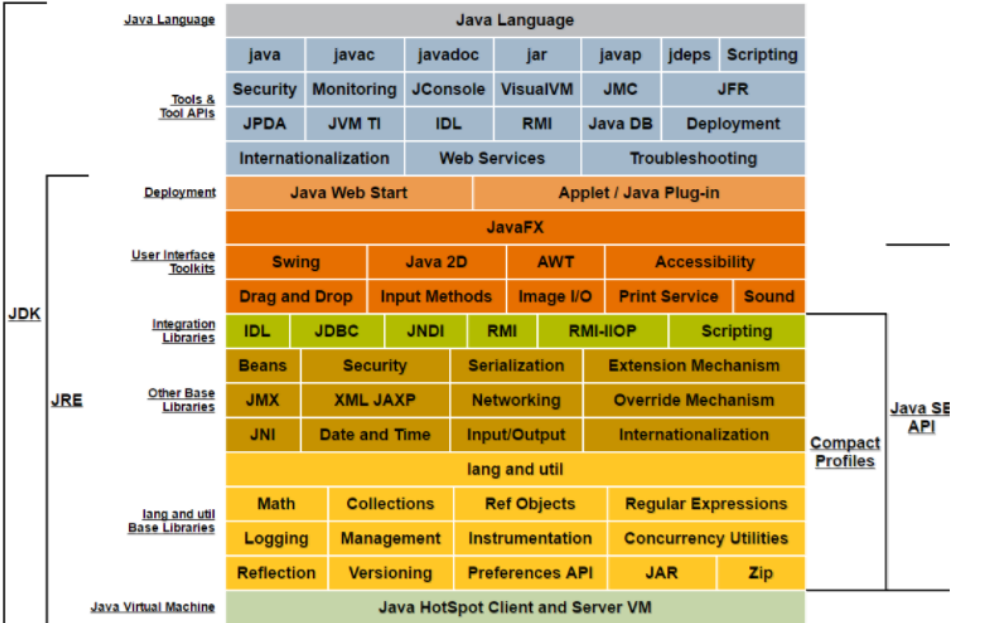 Java Language Java Language
java javac javadoc jar javap jdeps Scripting
Security Monitoring JConsole VisualVM JMC JFR
Tools &
Tool APIs
JPDA JVM TI IDL RMI Java DB Deployment
Internationalization Web Services Troubleshooting
Deployment Java Web Start Applet / Java Plug-in
JavaFX
User Interface
Toolkits
Swing Java 2D AWT Accessibility
Drag and Drop Input Methods Image I/O Print Service Sound
JDK
Integration
Libraries
IDL JDBC JNDI RMI RMI-IIOP Scripting
Beans Security Serialization Extension Mechanism
JRE
Other Base
Libraries
JMX XML JAXP Networking Override Mechanism
Java SE
API
JNI Date and Time Input/Output Internationalization
Compact
Profiles
lang and util
Math Collections Ref Objects Regular Expressions
lang and util
Base Libraries
Logging Management Instrumentation Concurrency Utilities
Reflection Versioning Preferences API JAR Zip
Java Virtual Machine Java HotSpot Client and Server VM